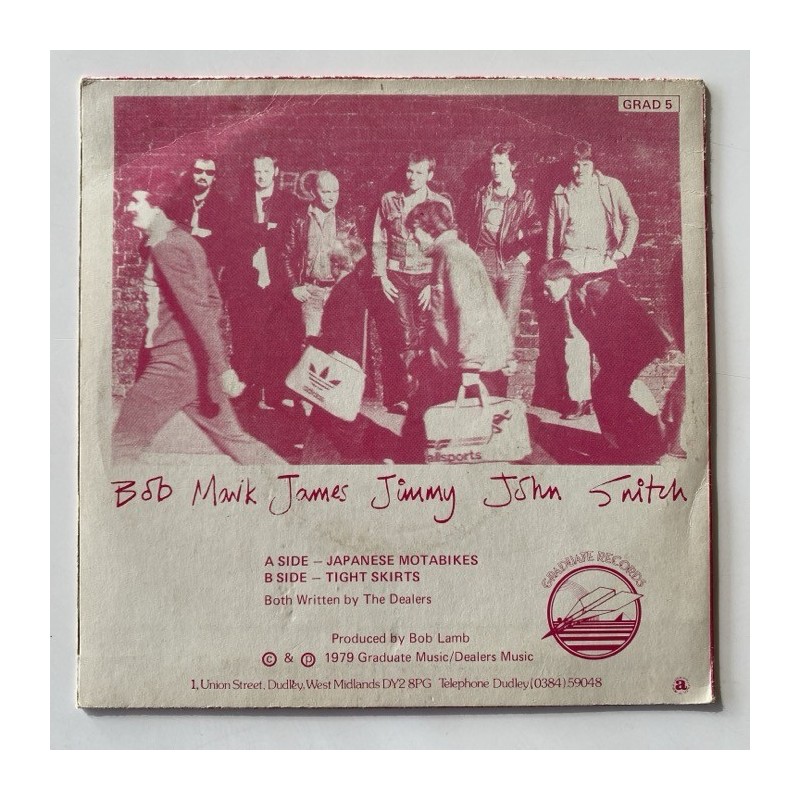 GRAD 5
adidas
allsports
Bob Mark James Jimmy John Snitch
A SIDE – JAPANESE MOTABIKES
B SIDE – TIGHT SKIRTS
Both Written by The Dealers
GRADUATE RECORDS
Produced by Bob Lamb
© & ℗ 1979 Graduate Music/Dealers Music
1, Union Street, Dudley, West Midlands DY2 8PG Telephone Dudley (0384) 59048
a